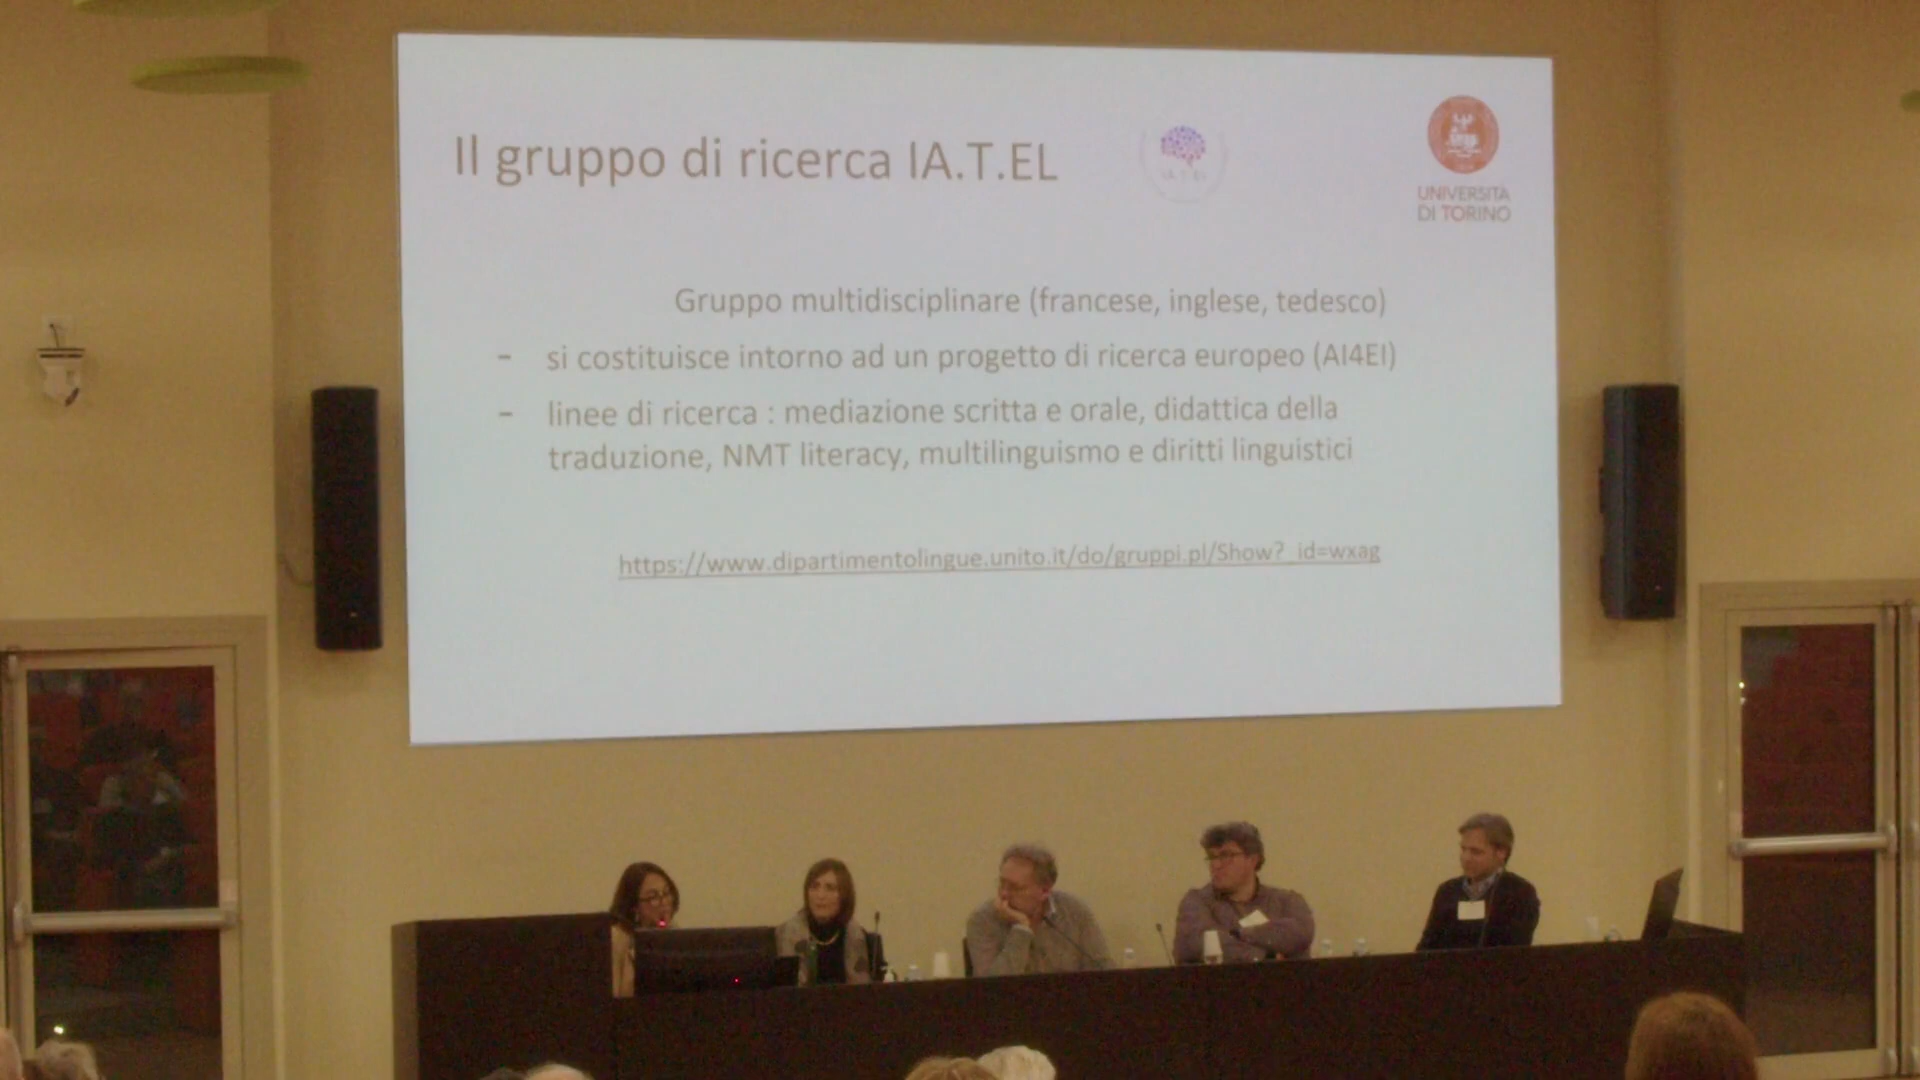 Il gruppo di ricerca IA.T.EL
IA.T.EL
UNIVERSITÀ
DI TORINO
Gruppo multidisciplinare (francese, inglese, tedesco)
- si costituisce intorno ad un progetto di ricerca europeo (AI4EI)
- linee di ricerca : mediazione scritta e orale, didattica della
traduzione, NMT literacy, multilinguismo e diritti linguistici
https://www.dipartimentolingue.unito.it/do/gruppi.pl/Show?_id=wxag